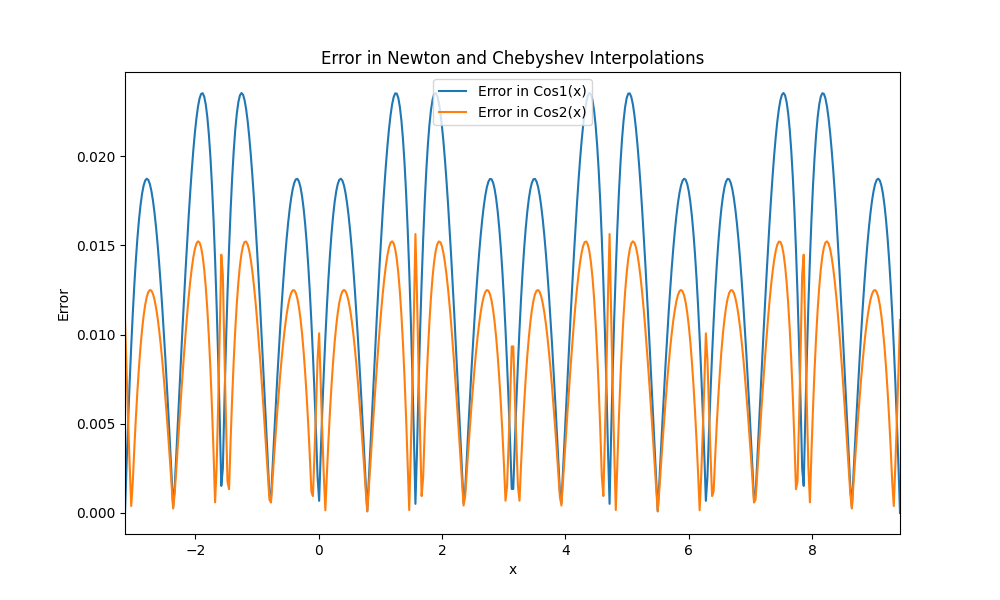 Error in Newton and Chebyshev Interpolations
Error in Cos1(x)
Error in Cos2(x)
Error
0.020
0.015
0.010
0.005
0.000
−2
0
2
4
6
8
x